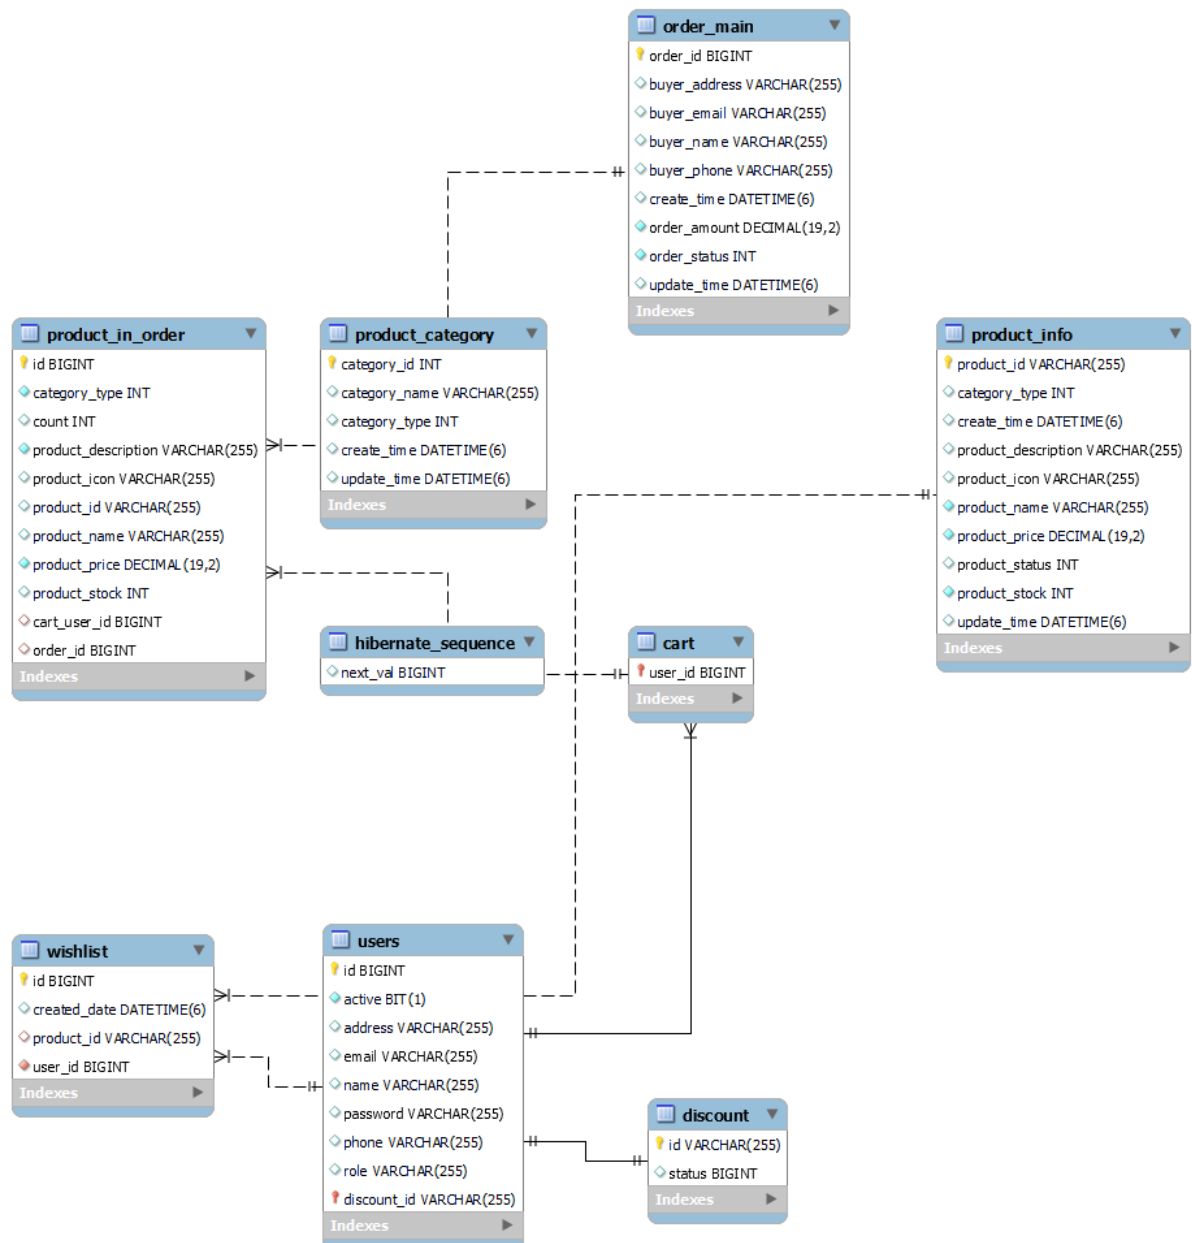 order_main
order_id BIGINT
buyer_address VARCHAR(255)
buyer_email VARCHAR(255)
buyer_name VARCHAR(255)
buyer_phone VARCHAR(255)
create_time DATETIME(6)
order_amount DECIMAL(19,2)
order_status INT
update_time DATETIME(6)
Indexes
product_in_order
id BIGINT
category_type INT
count INT
product_description VARCHAR(255)
product_icon VARCHAR(255)
product_id VARCHAR(255)
product_name VARCHAR(255)
product_price DECIMAL(19,2)
product_stock INT
cart_user_id BIGINT
order_id BIGINT
Indexes
product_category
category_id INT
category_name VARCHAR(255)
category_type INT
create_time DATETIME(6)
update_time DATETIME(6)
Indexes
product_info
product_id VARCHAR(255)
category_type INT
create_time DATETIME(6)
product_description VARCHAR(255)
product_icon VARCHAR(255)
product_name VARCHAR(255)
product_price DECIMAL(19,2)
product_status INT
product_stock INT
update_time DATETIME(6)
Indexes
hibernate_sequence
next_val BIGINT
cart
user_id BIGINT
Indexes
wishlist
id BIGINT
created_date DATETIME(6)
product_id VARCHAR(255)
user_id BIGINT
Indexes
users
id BIGINT
active BIT(1)
address VARCHAR(255)
email VARCHAR(255)
name VARCHAR(255)
password VARCHAR(255)
phone VARCHAR(255)
role VARCHAR(255)
discount_id VARCHAR(255)
Indexes
discount
id VARCHAR(255)
status BIGINT
Indexes